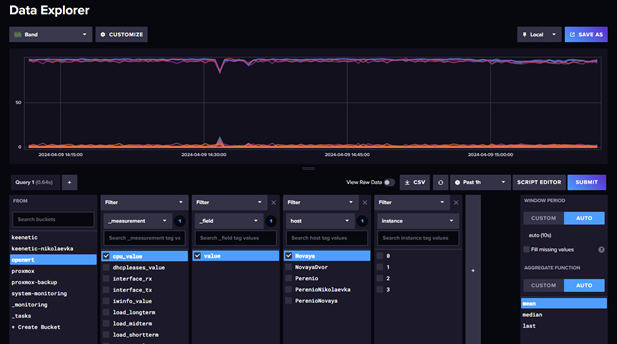 Data Explorer
Band
CUSTOMIZE
Local
SAVE AS
50
0
2024-04-09 14:15:00
2024-04-09 14:30:00
2024-04-09 14:45:00
2024-04-09 15:00:00
Query 1 (0.64s)
+
View Raw Data
CSV
Past 1h
SCRIPT EDITOR
SUBMIT
FROM
Search buckets
keenetic
keenetic-nikolaevka
openwrt
proxmox
proxmox-backup
system-monitoring
_monitoring
_tasks
+ Create Bucket
Filter
_measurement
1
Search _measurement tag va
cpu_value
dhcpleases_value
interface_rx
interface_tx
iwinfo_value
load_longterm
load_midterm
load_shortterm
Filter
_field
1
Search _field tag values
value
Filter
host
1
Search host tag values
Novaya
NovayaDvor
Perenio
PerenioNikolaevka
PerenioNovaya
Filter
instance
Search instance tag values
0
1
2
3
+
WINDOW PERIOD
CUSTOM
AUTO
auto (10s)
Fill missing values
?
AGGREGATE FUNCTION
CUSTOM
AUTO
mean
median
last